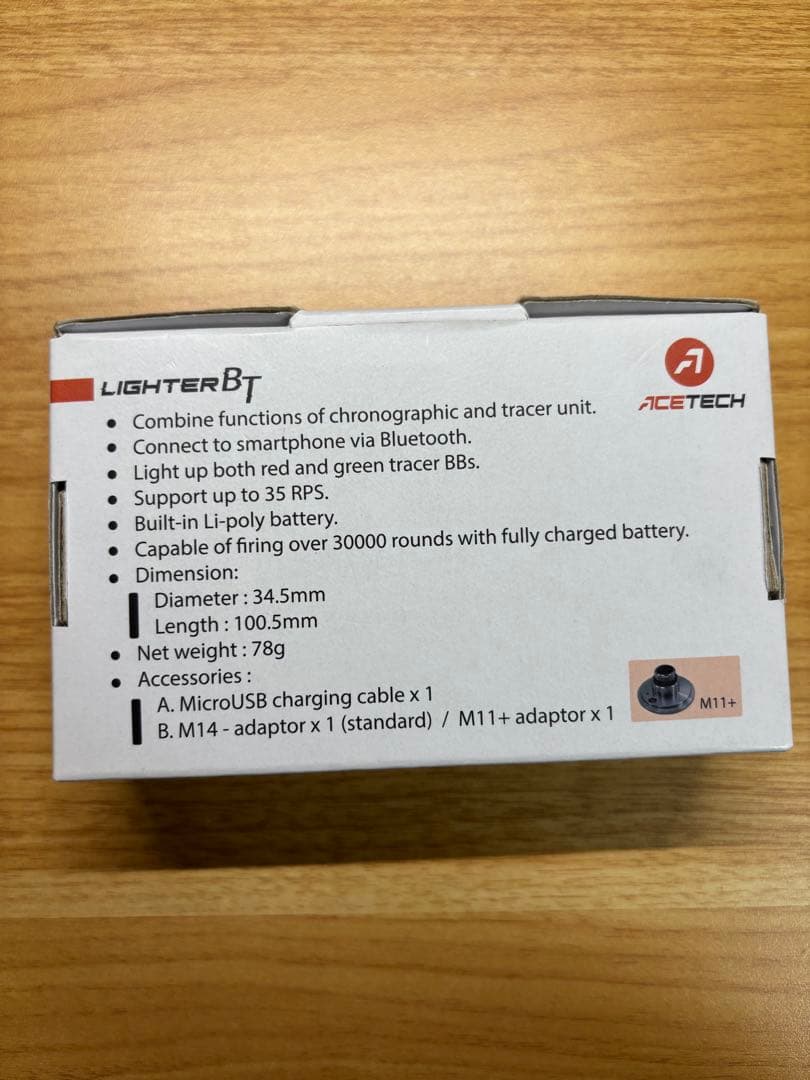 LIGHTER BT
ACETECH
• Combine functions of chronographic and tracer unit.
• Connect to smartphone via Bluetooth.
• Light up both red and green tracer BBs.
• Support up to 35 RPS.
• Built-in Li-poly battery.
• Capable of firing over 30000 rounds with fully charged battery.
• Dimension:
Diameter : 34.5mm
Length : 100.5mm
• Net weight : 78g
• Accessories :
A. MicroUSB charging cable x 1
B. M14 - adaptor x 1 (standard) / M11+ adaptor x 1
M11+